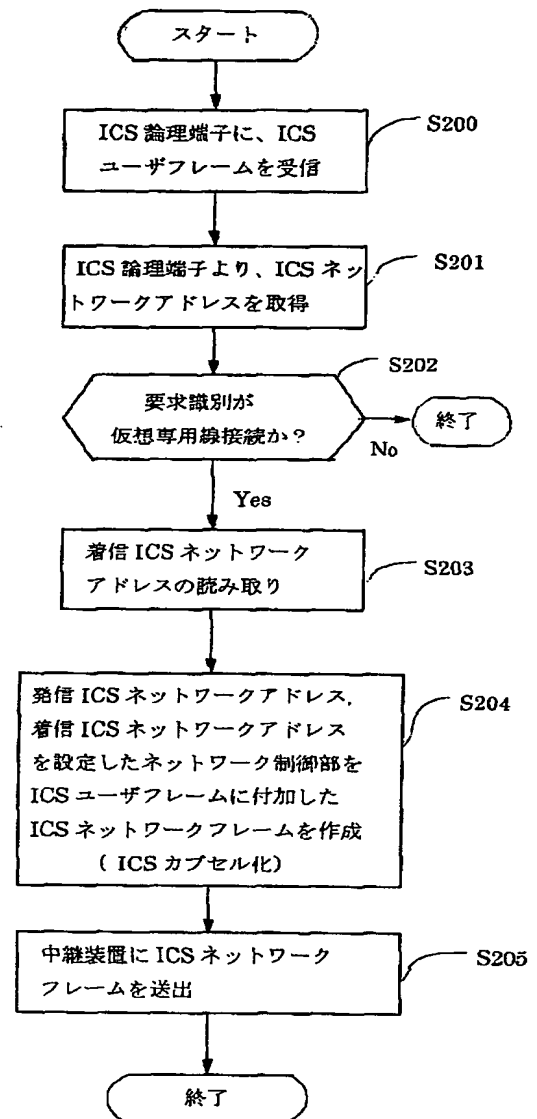 スタート
ICS 論理端子に、ICS
ユーザフレームを受信
S200
ICS 論理端子より、ICS ネッ
トワークアドレスを取得
S201
S202
要求識別が
仮想専用線接続か？
終了
No
Yes
着信 ICS ネットワーク
アドレスの読み取り
S203
発信 ICS ネットワークアドレス，
着信 ICS ネットワークアドレス
を設定したネットワーク制御部を
ICS ユーザフレームに付加した
ICS ネットワークフレームを作成
（ ICS カプセル化）
S204
中継装置に ICS ネットワーク
フレームを送出
S205
終了